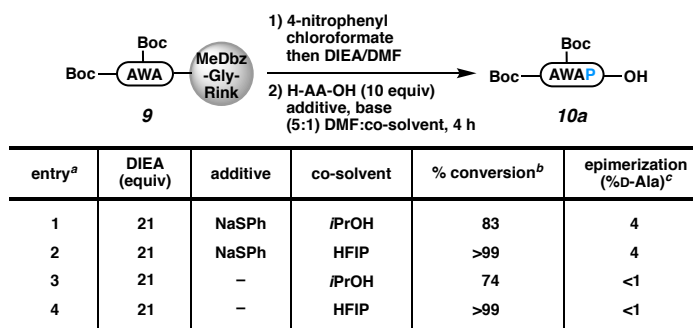 Boc
Boc
AWA
MeDbz
-Gly-
Rink
9
1) 4-nitrophenyl
chloroformate
then DIEA/DMF
2) H-AA-OH (10 equiv)
additive, base
(5:1) DMF:co-solvent, 4 h
Boc
Boc
AWAP
OH
10a
entryᵃ DIEA (equiv) additive co-solvent % conversionᵇ epimerization (%D-Ala)ᶜ
1 21 NaSPh iPrOH 83 4
2 21 NaSPh HFIP >99 4
3 21 – iPrOH 74 <1
4 21 – HFIP >99 <1